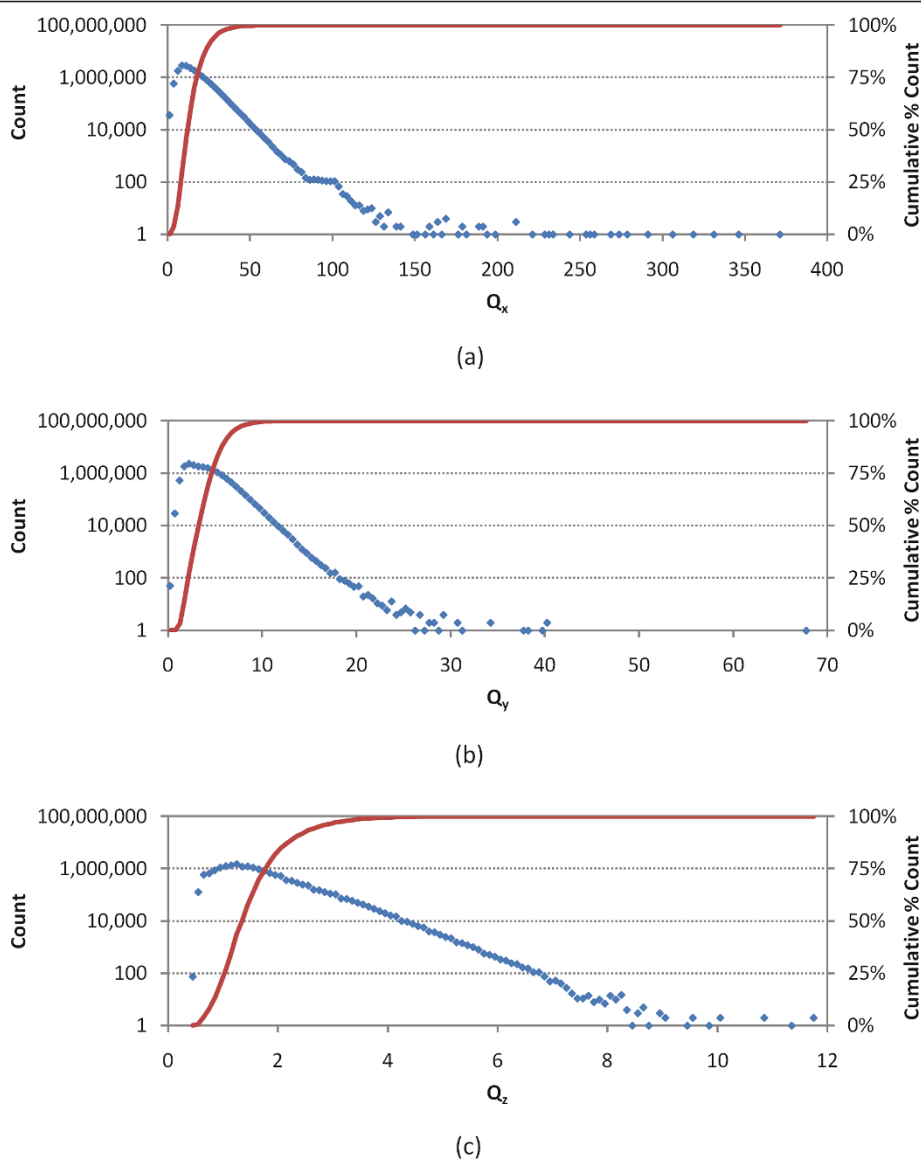 100,000,000 100%
1,000,000 75%
10,000 50%
100 25%
1 0%
Count
Cumulative % Count
0 50 100 150 200 250 300 350 400
Qx
(a)
100,000,000 100%
1,000,000 75%
10,000 50%
100 25%
1 0%
Count
Cumulative % Count
0 10 20 30 40 50 60 70
Qy
(b)
100,000,000 100%
1,000,000 75%
10,000 50%
100 25%
1 0%
Count
Cumulative % Count
0 2 4 6 8 10 12
Qz
(c)